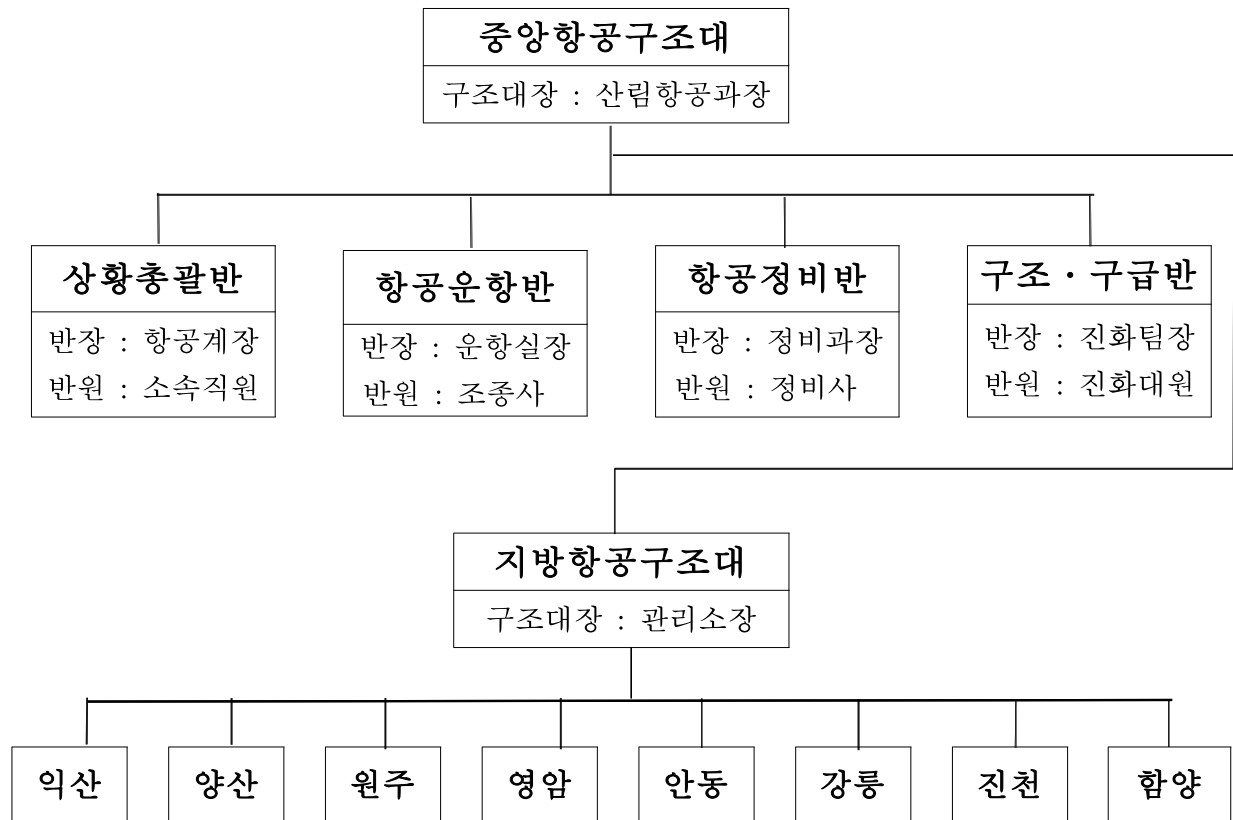 중앙항공구조대
구조대장 : 산림항공과장
상황총괄반
반장 : 항공계장
반원 : 소속직원
항공운항반
반장 : 운항실장
반원 : 조종사
항공정비반
반장 : 정비과장
반원 : 정비사
구조·구급반
반장 : 진화팀장
반원 : 진화대원
지방항공구조대
구조대장 : 관리소장
익산
양산
원주
영암
안동
강릉
진천
함양